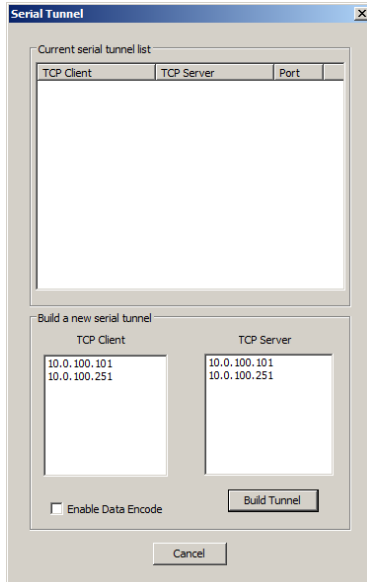 Serial Tunnel
Current serial tunnel list
TCP Client TCP Server Port
Build a new serial tunnel
TCP Client TCP Server
10.0.100.101 10.0.100.101
10.0.100.251 10.0.100.251
Enable Data Encode Build Tunnel
Cancel